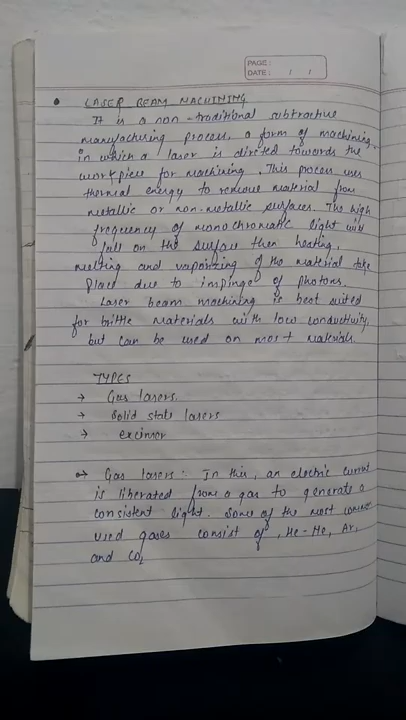 PAGE:
DATE: / /
• LASER BEAM MACHINING
It is a non-traditional subtractive
manufacturing process, a form of machining,
in which a laser is directed towards the
workpiece for machining. This process uses
thermal energy to remove material from
metallic or non-metallic surfaces. The high
frequency of monochromatic light will
fall on the surface then heating,
melting and vaporizing of the material take
place due to impinge of photons.
Laser beam machining is best suited
for brittle materials with low conductivity,
but can be used on most materials.
TYPES
→ Gas lasers.
→ Solid state lasers
→ excimer
Gas lasers: In this, an electric current
is liberated from a gas to generate a
consistent light. Some of the most
used gases consist of, He-Ne, Ar,
and CO2